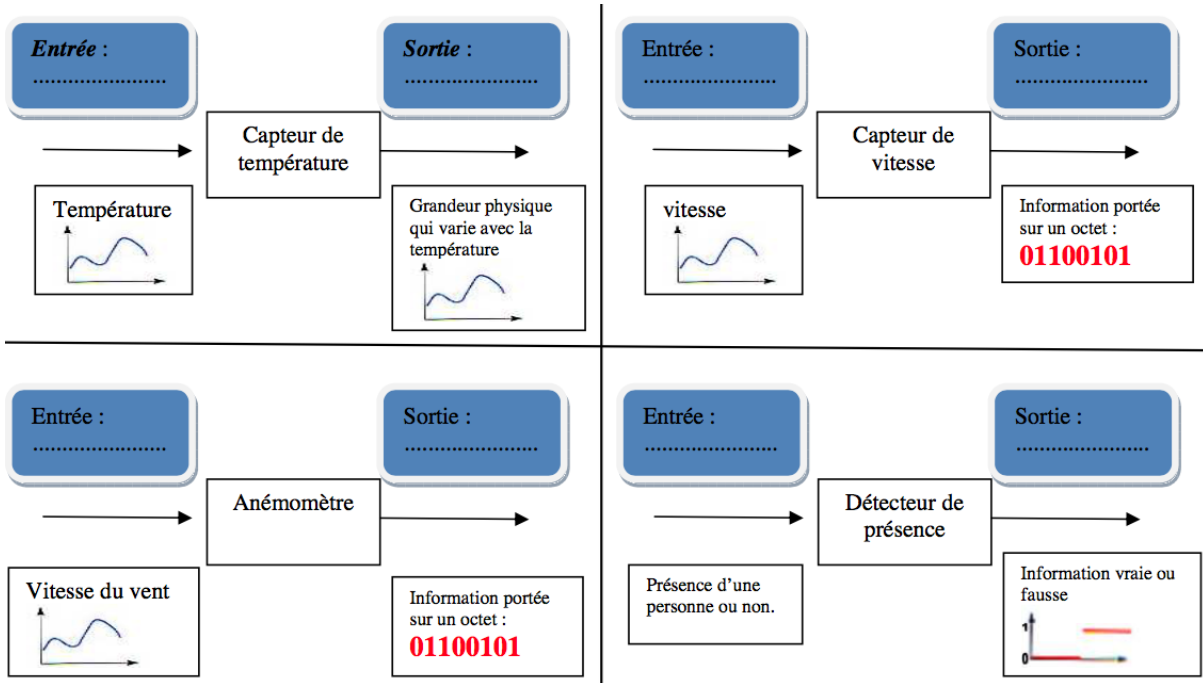 Entrée :
.......................
Sortie :
.......................
Capteur de
température
Température
Grandeur physique
qui varie avec la
température
Entrée :
.......................
Sortie :
.......................
Capteur de
vitesse
vitesse
Information portée
sur un octet :
01100101
Entrée :
.......................
Sortie :
.......................
Anémomètre
Vitesse du vent
Information portée
sur un octet :
01100101
Entrée :
.......................
Sortie :
.......................
Détecteur de
présence
Présence d’une
personne ou non.
Information vraie ou
fausse
1
0